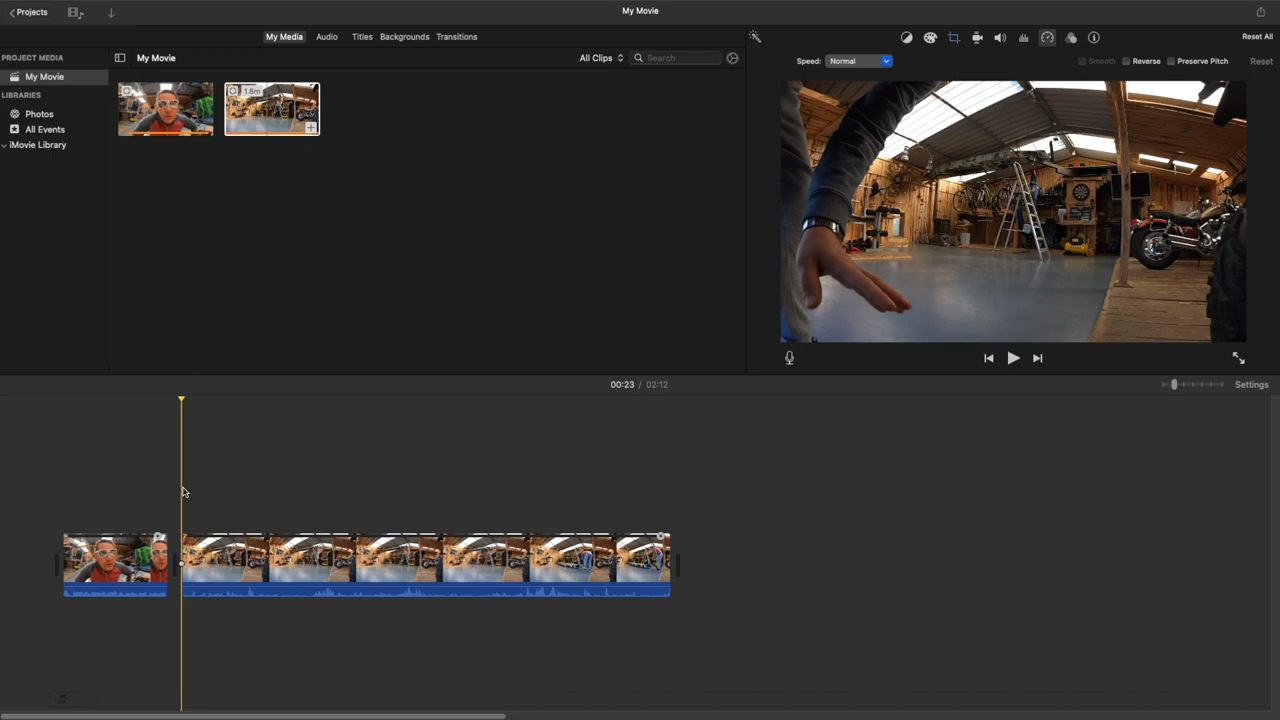 Projects
My Movie
My Media Audio Titles Backgrounds Transitions
Reset All
PROJECT MEDIA
My Movie
All Clips
Search
Speed: Normal
Smooth
Reverse
Preserve Pitch
Reset
My Movie
LIBRARIES
Photos
All Events
iMovie Library
1.8m
00:23 / 02:12
Settings